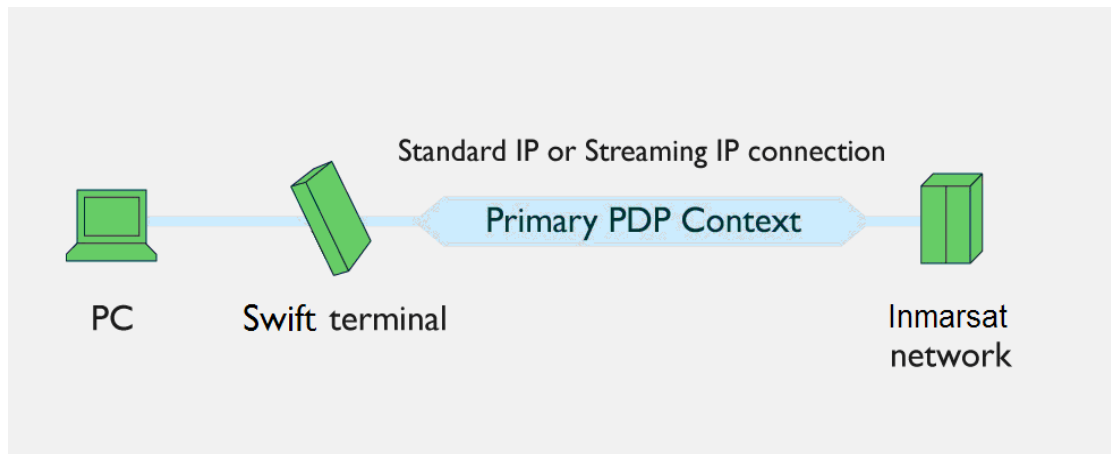 Standard IP or Streaming IP connection
Primary PDP Context
PC
Swift terminal
Inmarsat
network